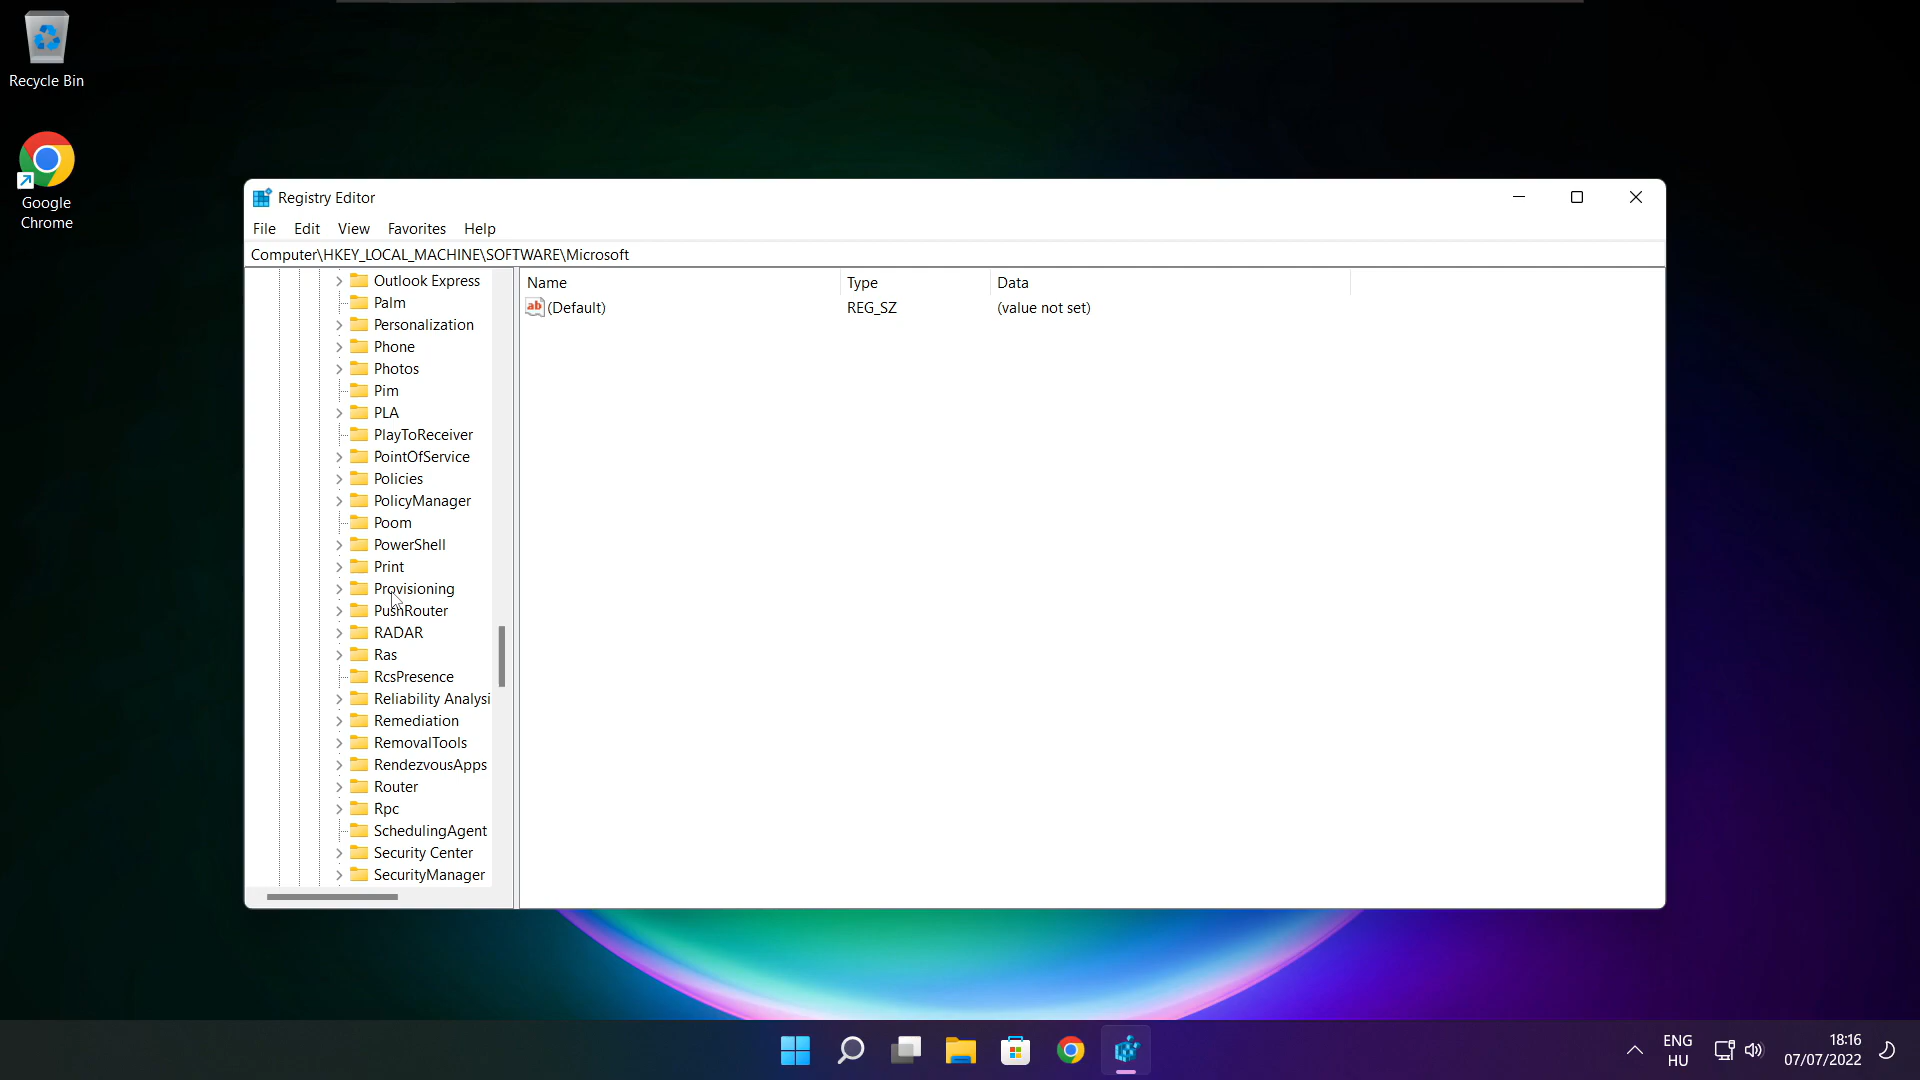 Recycle Bin
Google
Chrome
Registry Editor
File Edit View Favorites Help
Computer\HKEY_LOCAL_MACHINE\SOFTWARE\Microsoft
Name Type Data
(Default) REG_SZ (value not set)
Outlook Express
Palm
Personalization
Phone
Photos
Pim
PLA
PlayToReceiver
PointOfService
Policies
PolicyManager
Poom
PowerShell
Print
Provisioning
PushRouter
RADAR
Ras
RcsPresence
Reliability Analysi
Remediation
RemovalTools
RendezvousApps
Router
Rpc
SchedulingAgent
Security Center
SecurityManager
ENG
HU
18:16
07/07/2022